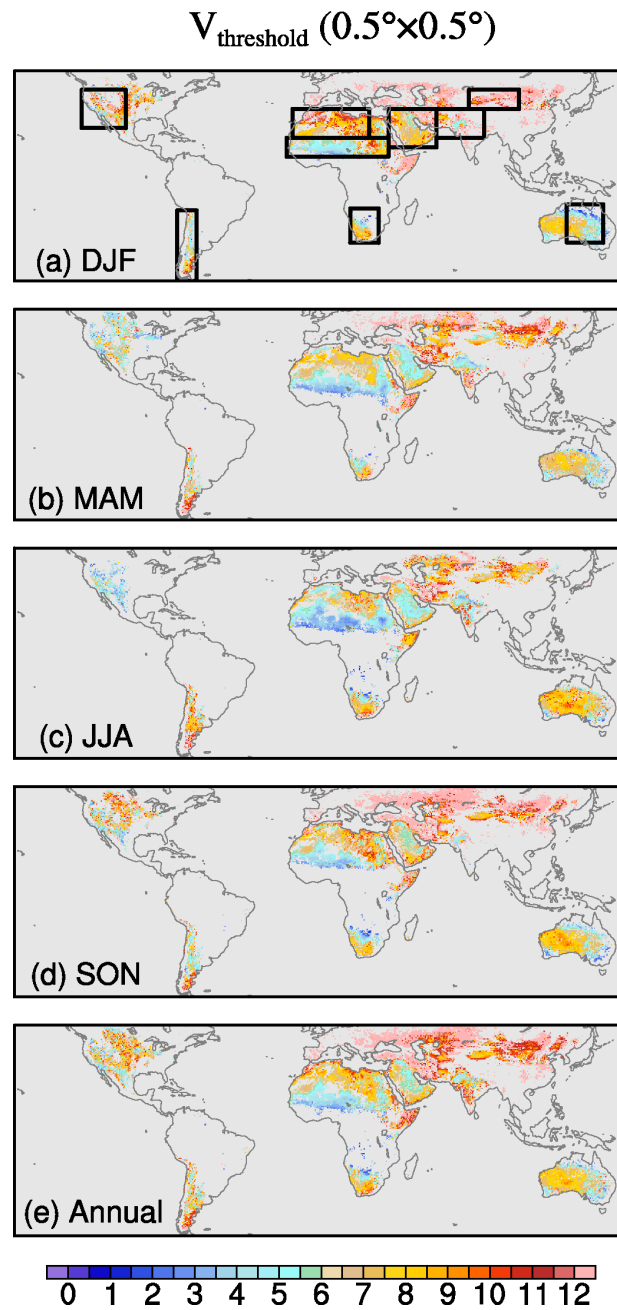 V_threshold (0.5°×0.5°)
(a) DJF
(b) MAM
(c) JJA
(d) SON
(e) Annual
0 1 2 3 4 5 6 7 8 9 10 11 12